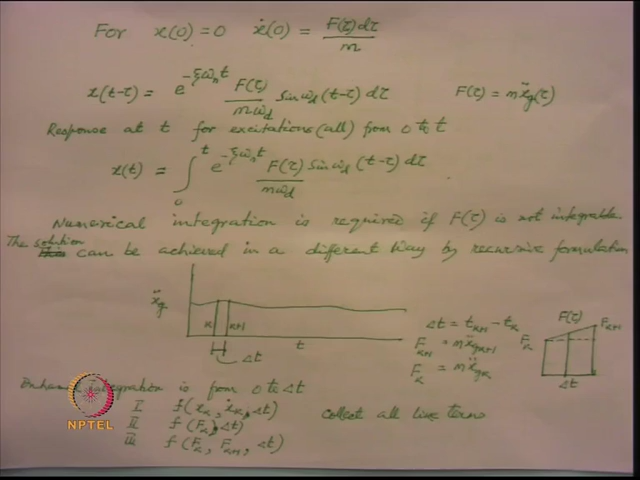 For x(0)=0 ẋ(0) = F(τ)dτ/m
x(t-τ) = e^{-ξω_n t} F(τ)/(mω_d) sin ω_d (t-τ) dτ F(τ) = mẍ_g(τ)
Response at t for excitations (all) from 0 to t
x(t) = ∫_0^t e^{-ξω_n t} F(τ) sin ω_d (t-τ) dτ / (mω_d)
Numerical integration is required if F(τ) is not integrable.
The solution can be achieved in a different way by recursive formulation
ẍ_g
k k+1 t
Δt
Δt = t_{k+1} - t_k
F_{k+1} = mẍ_{gk+1}
F_k = mẍ_{gk}
F_k F(τ) F_{k+1}
Δt
Duhamel Integration is from 0 to Δt
I f(x_k, ẋ_k, Δt) collect all like terms
II f(F_k, Δt)
III f(F_k, F_{k+1}, Δt)
NPTEL